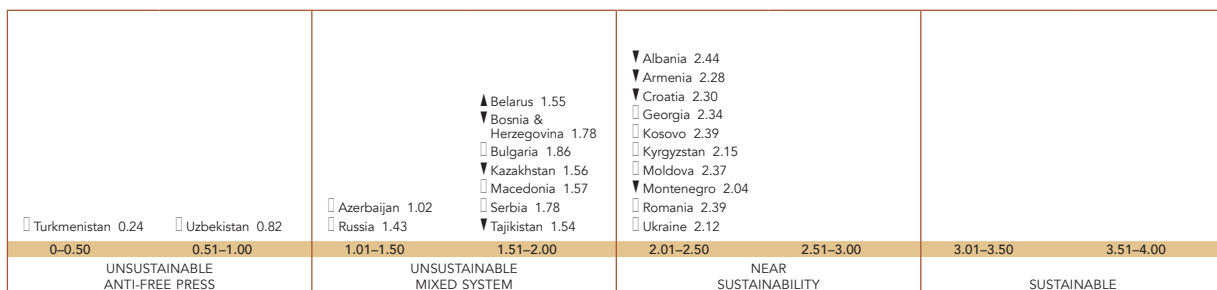 Turkmenistan 0.24
Uzbekistan 0.82
Azerbaijan 1.02
Russia 1.43
▲ Belarus 1.55
▼ Bosnia &
Herzegovina 1.78
Bulgaria 1.86
▼ Kazakhstan 1.56
Macedonia 1.57
Serbia 1.78
▼ Tajikistan 1.54
▼ Albania 2.44
▼ Armenia 2.28
▼ Croatia 2.30
Georgia 2.34
Kosovo 2.39
Kyrgyzstan 2.15
Moldova 2.37
▼ Montenegro 2.04
Romania 2.39
Ukraine 2.12
0–0.50 0.51–1.00 1.01–1.50 1.51–2.00 2.01–2.50 2.51–3.00 3.01–3.50 3.51–4.00
UNSUSTAINABLE
ANTI-FREE PRESS
UNSUSTAINABLE
MIXED SYSTEM
NEAR
SUSTAINABILITY
SUSTAINABLE